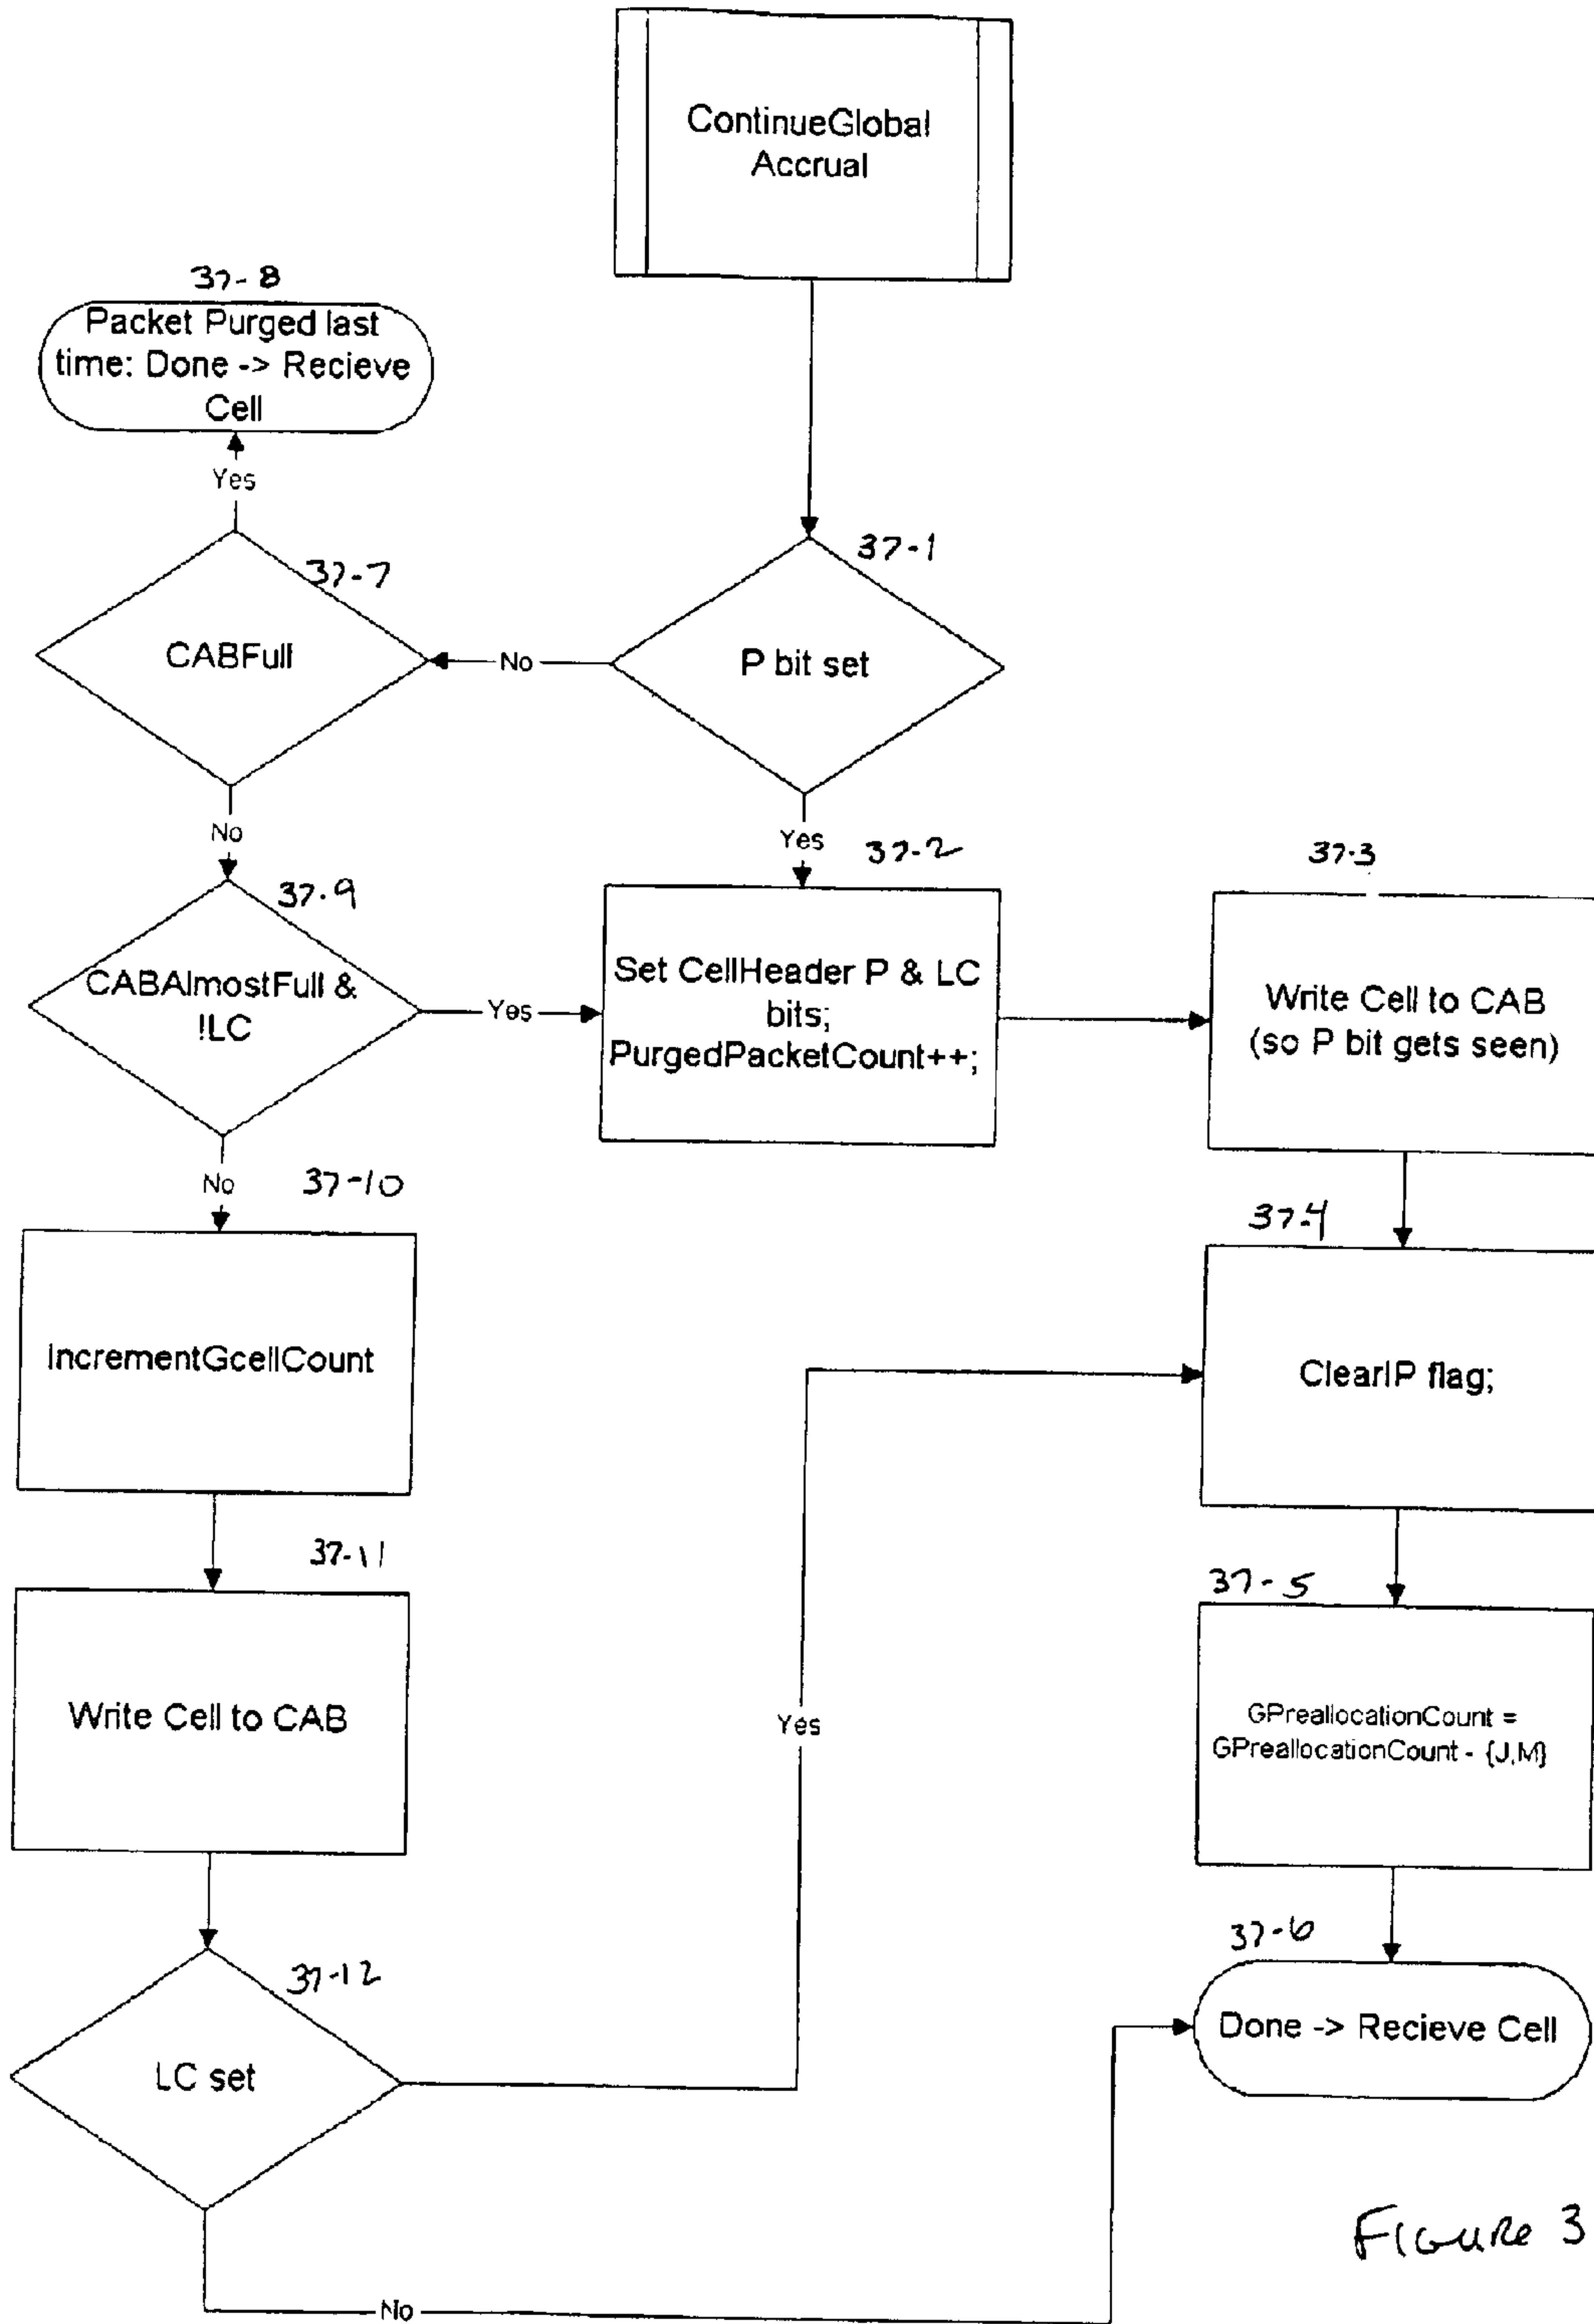 ContinueGlobal
Accrual
37-8
Packet Purged last
time: Done -> Recieve
Cell
Yes
37-7
CABFull
No
37-1
P bit set
No
Yes
37-9
CABAlmostFull &
!LC
Yes
37-2
Set CellHeader P & LC
bits;
PurgedPacketCount++;
37-3
Write Cell to CAB
(so P bit gets seen)
No
37-10
IncrementGcellCount
37-4
ClearIP flag;
37-11
Write Cell to CAB
Yes
37-5
GPreallocationCount =
GPreallocationCount - {J,M}
37-12
LC set
37-6
Done -> Recieve Cell
No
Figure 3